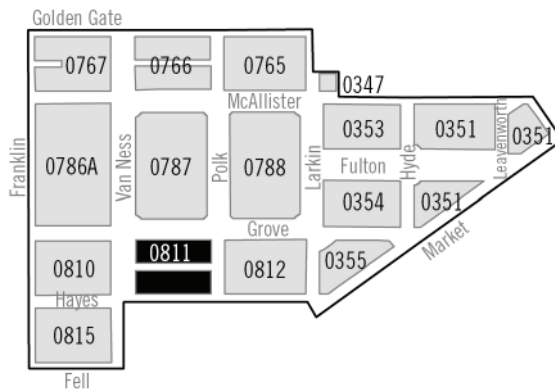 Golden Gate
0767
0766
0765
0347
McAllister
0353
0351
Leavenworth
0351
Franklin
0786A
Van Ness
0787
Polk
0788
Larkin
Fulton
Hyde
0354
0351
Grove
Market
0810
0811
0812
0355
Hayes
0815
Fell